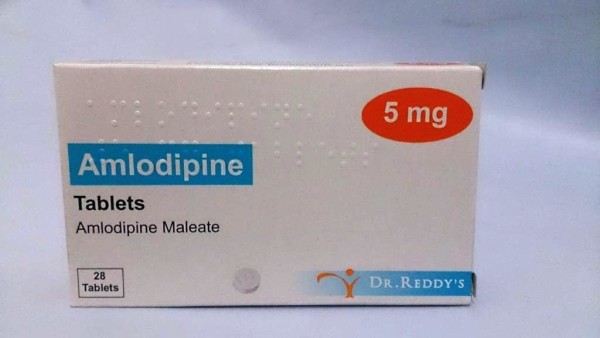 5 mg
Amlodipine
Tablets
Amlodipine Maleate
28
Tablets
DR.REDDY'S